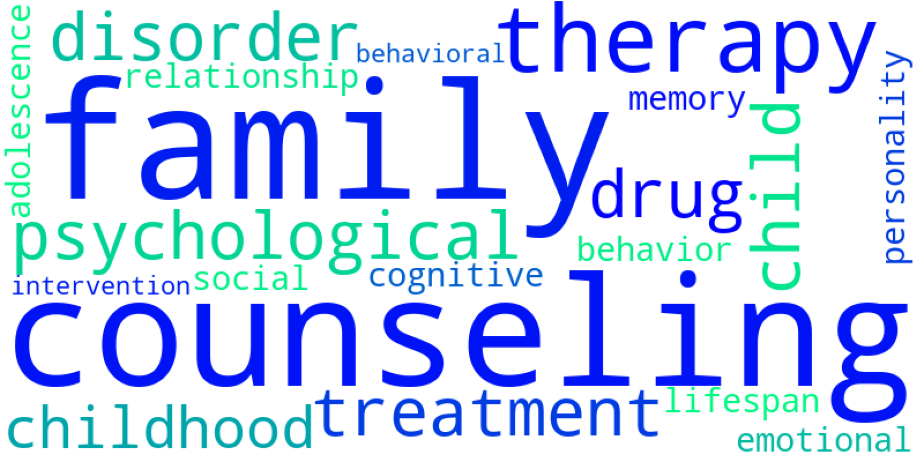 adolescence
disorder
behavioral
therapy
relationship
family
memory
personality
child
drug
psychological
behavior
intervention
social
cognitive
counseling
childhood
treatment
lifespan
emotional